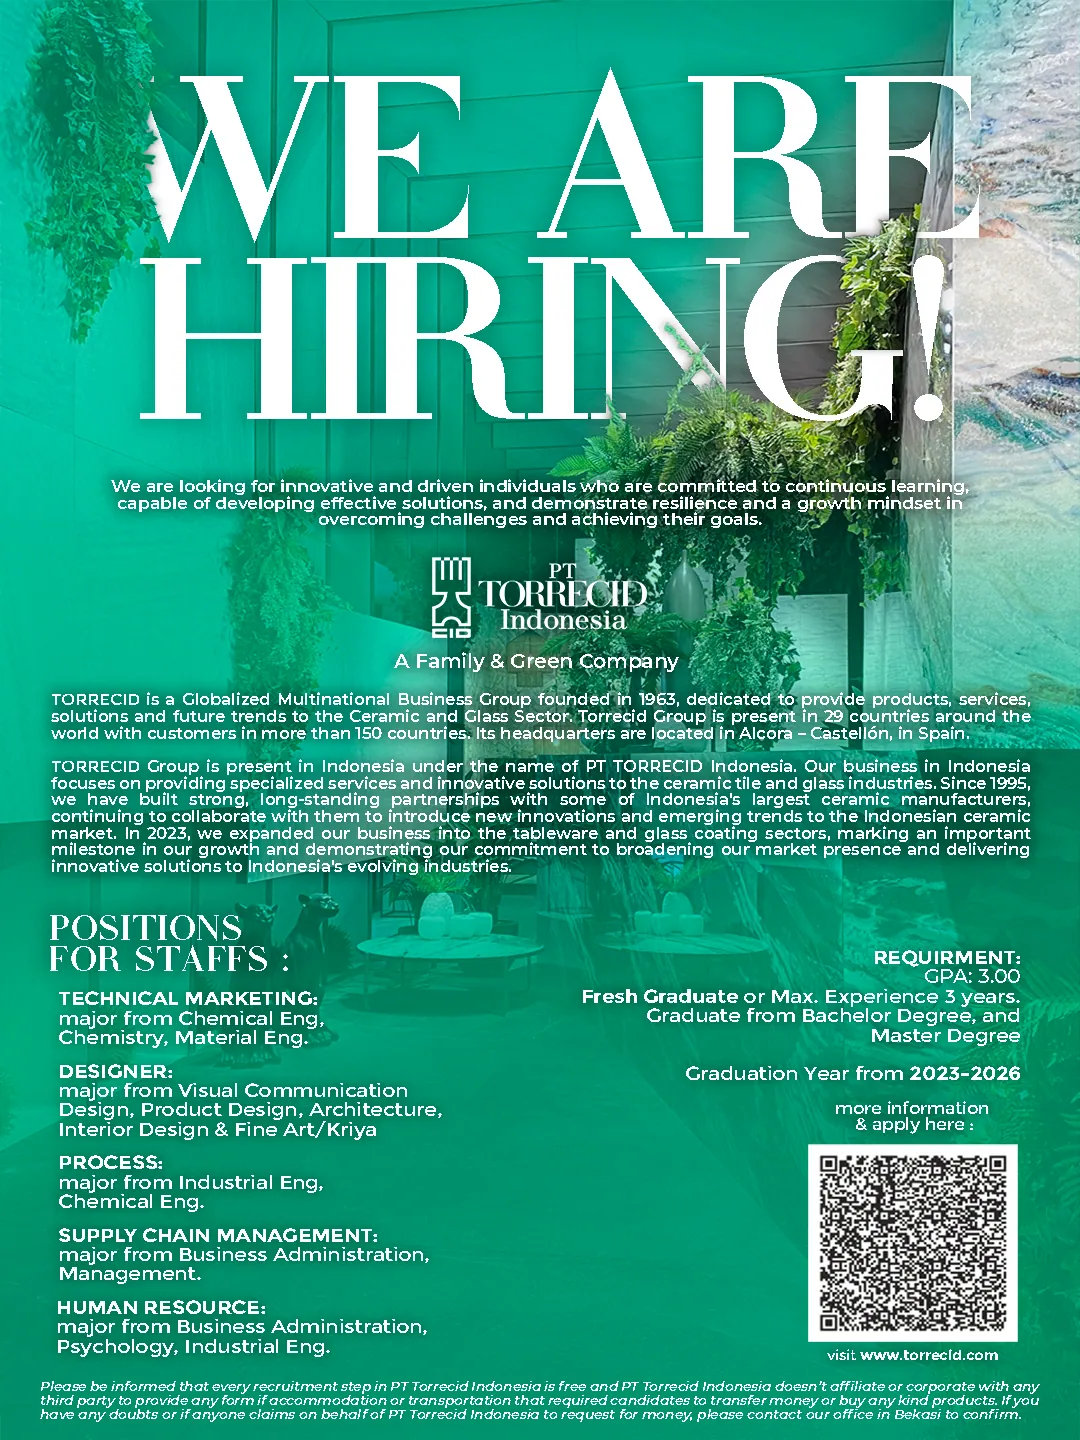 WE ARE
HIRING!
We are looking for innovative and driven individuals who are committed to continuous learning,
capable of developing effective solutions, and demonstrate resilience and a growth mindset in
overcoming challenges and achieving their goals.
PT
TORRECID
Indonesia
EID
A Family & Green Company
TORRECID is a Globalized Multinational Business Group founded in 1963, dedicated to provide products, services,
solutions and future trends to the Ceramic and Glass Sector. Torrecid Group is present in 29 countries around the
world with customers in more than 150 countries. Its headquarters are located in Alcora – Castellón, in Spain.
TORRECID Group is present in Indonesia under the name of PT TORRECID Indonesia. Our business in Indonesia
focuses on providing specialized services and innovative solutions to the ceramic tile and glass industries. Since 1995,
we have built strong, long-standing partnerships with some of Indonesia's largest ceramic manufacturers,
continuing to collaborate with them to introduce new innovations and emerging trends to the Indonesian ceramic
market. In 2023, we expanded our business into the tableware and glass coating sectors, marking an important
milestone in our growth and demonstrating our commitment to broadening our market presence and delivering
innovative solutions to Indonesia's evolving industries.
POSITIONS
FOR STAFFS :
TECHNICAL MARKETING:
major from Chemical Eng,
Chemistry, Material Eng.
DESIGNER:
major from Visual Communication
Design, Product Design, Architecture,
Interior Design & Fine Art/Kriya
PROCESS:
major from Industrial Eng,
Chemical Eng.
SUPPLY CHAIN MANAGEMENT:
major from Business Administration,
Management.
HUMAN RESOURCE:
major from Business Administration,
Psychology, Industrial Eng.
REQUIRMENT:
GPA: 3.00
Fresh Graduate or Max. Experience 3 years.
Graduate from Bachelor Degree, and
Master Degree
Graduation Year from 2023-2026
more information
& apply here :
visit www.torrecid.com
Please be informed that every recruitment step in PT Torrecid Indonesia is free and PT Torrecid Indonesia doesn't affiliate or corporate with any
third party to provide any form if accommodation or transportation that required candidates to transfer money or buy any kind products. If you
have any doubts or if anyone claims on behalf of PT Torrecid Indonesia to request for money, please contact our office in Bekasi to confirm.